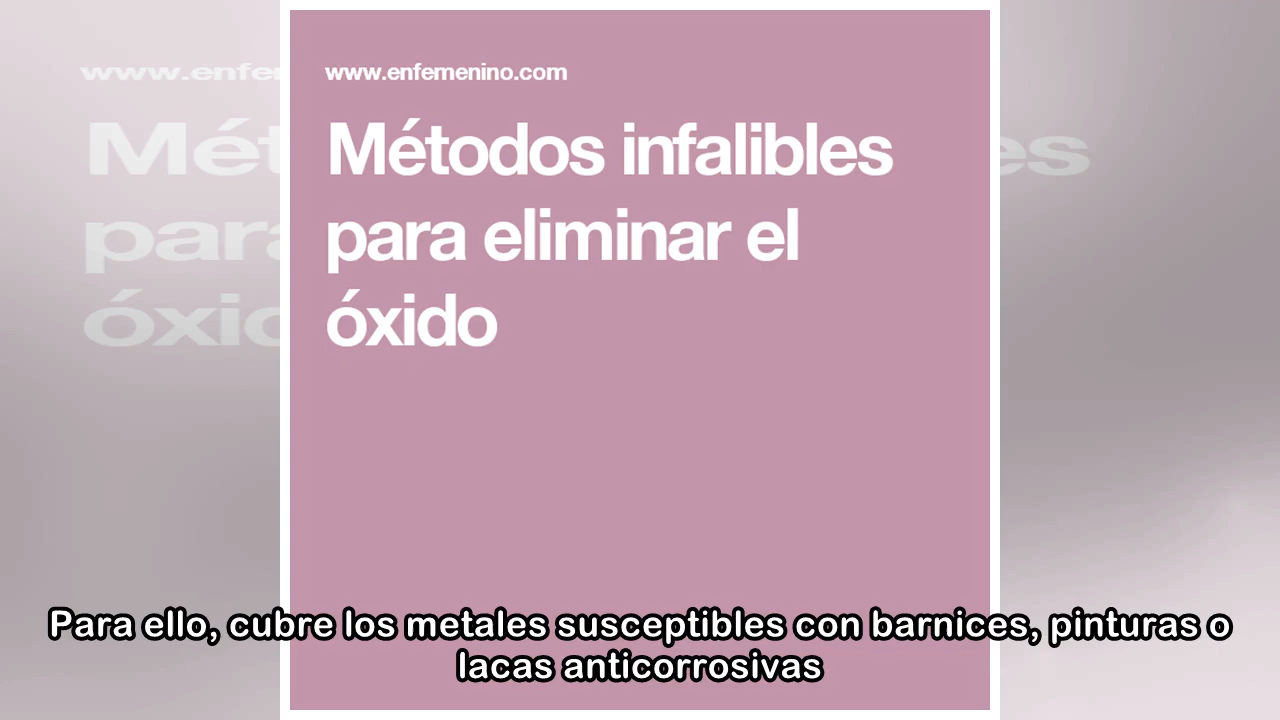 www.enfemenino.com
Métodos infalibles
para eliminar el
óxido
Para ello, cubre los metales susceptibles con barnices, pinturas o
lacas anticorrosivas